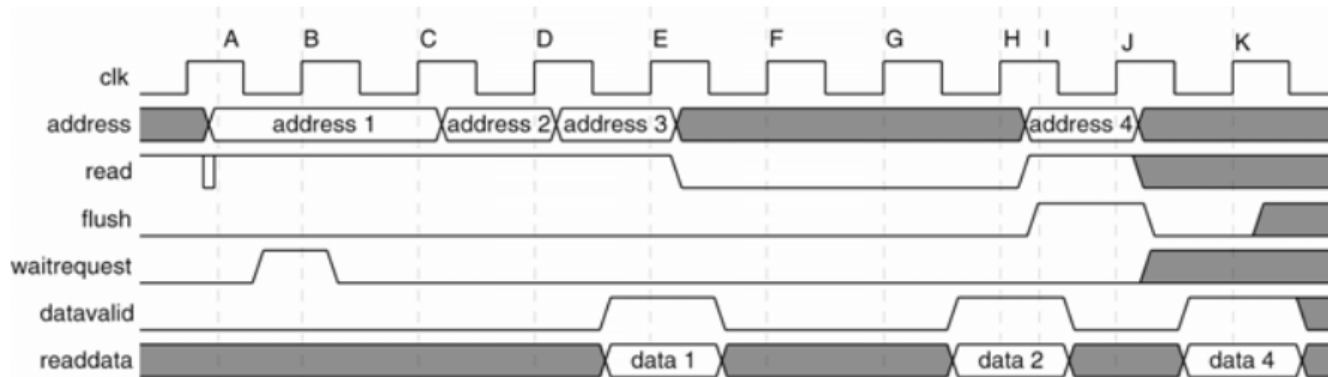 A B C D E F G H I J K
clk
address address 1 address 2 address 3 address 4
read
flush
waitrequest
datavalid
readdata data 1 data 2 data 4